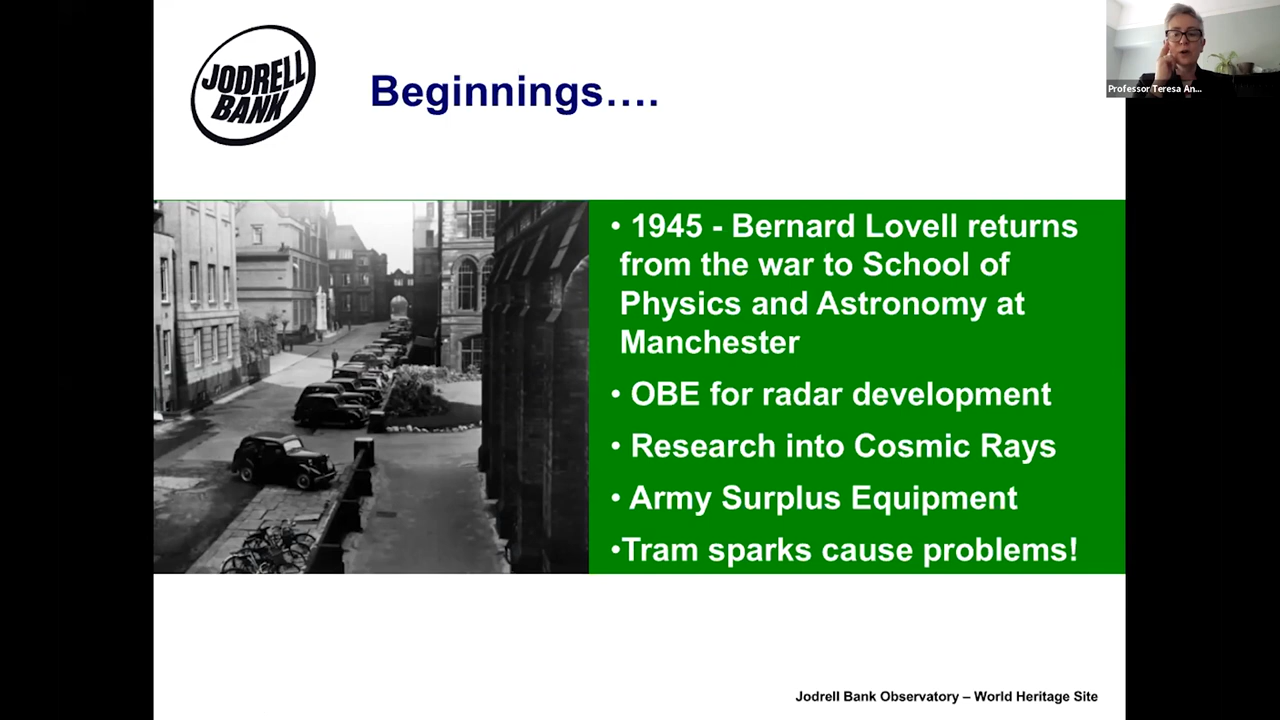 JODRELL
BANK
Beginnings….
Professor Teresa An...
• 1945 - Bernard Lovell returns
from the war to School of
Physics and Astronomy at
Manchester
• OBE for radar development
• Research into Cosmic Rays
• Army Surplus Equipment
•Tram sparks cause problems!
Jodrell Bank Observatory – World Heritage Site